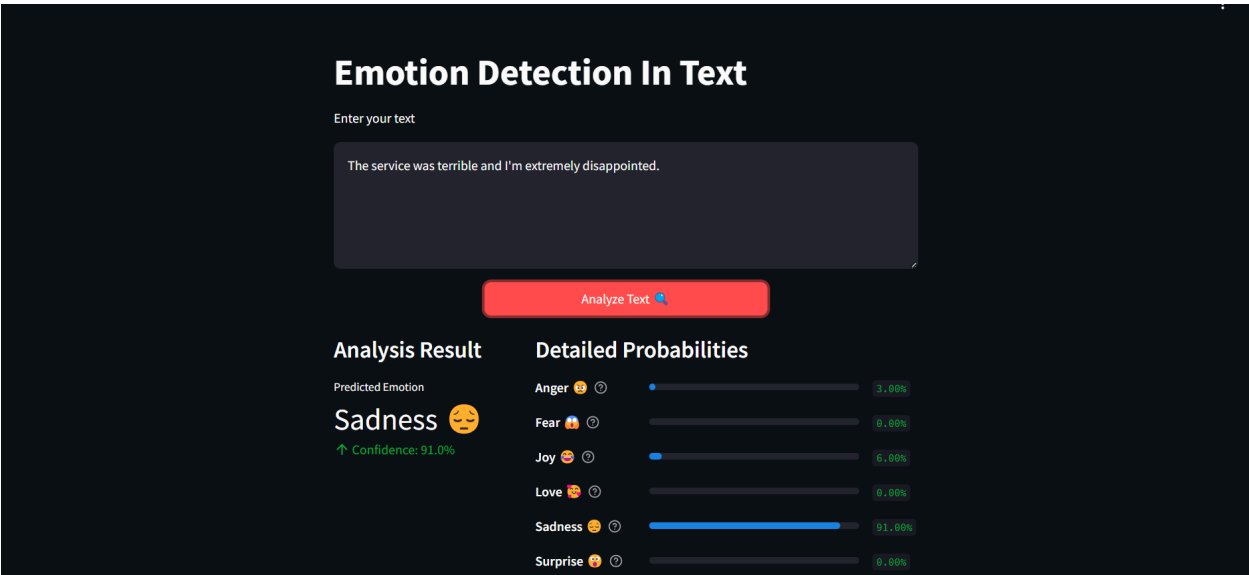 Emotion Detection In Text
Enter your text
The service was terrible and I'm extremely disappointed.
Analyze Text 🔍
Analysis Result
Predicted Emotion
Sadness 😔
↑ Confidence: 91.0%
Detailed Probabilities
Anger 😡 3.00%
Fear 😱 0.00%
Joy 😂 6.00%
Love 🥰 0.00%
Sadness 😔 91.00%
Surprise 😲 0.00%